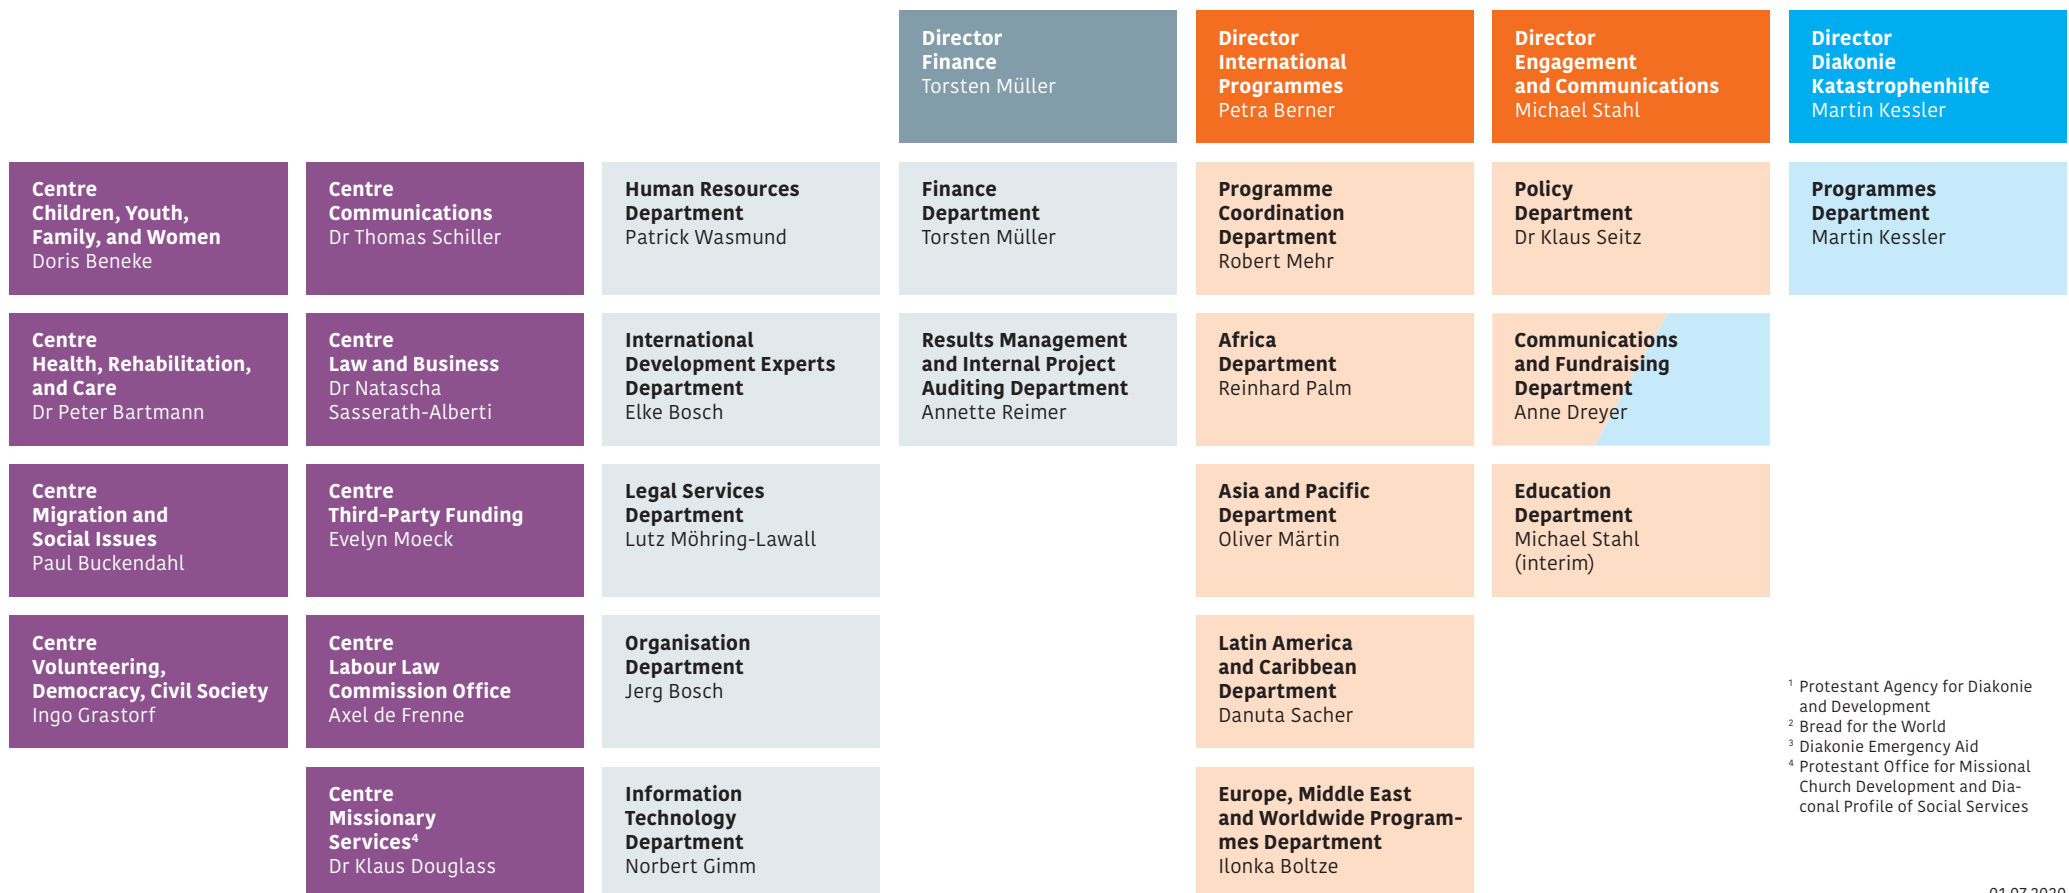 Director
Finance
Torsten Müller
Director
International
Programmes
Petra Berner
Director
Engagement
and Communications
Michael Stahl
Director
Diakonie
Katastrophenhilfe
Martin Kessler
Centre
Children, Youth,
Family, and Women
Doris Beneke
Centre
Communications
Dr Thomas Schiller
Human Resources
Department
Patrick Wasmund
Finance
Department
Torsten Müller
Programme
Coordination
Department
Robert Mehr
Policy
Department
Dr Klaus Seitz
Programmes
Department
Martin Kessler
Centre
Health, Rehabilitation,
and Care
Dr Peter Bartmann
Centre
Law and Business
Dr Natascha
Sasserath-Alberti
International
Development Experts
Department
Elke Bosch
Results Management
and Internal Project
Auditing Department
Annette Reimer
Africa
Department
Reinhard Palm
Communications
and Fundraising
Department
Anne Dreyer
Centre
Migration and
Social Issues
Paul Buckendahl
Centre
Third-Party Funding
Evelyn Moeck
Legal Services
Department
Lutz Möhring-Lawall
Asia and Pacific
Department
Oliver Märtin
Education
Department
Michael Stahl
(interim)
Centre
Volunteering,
Democracy, Civil Society
Ingo Grastorf
Centre
Labour Law
Commission Office
Axel de Frenne
Organisation
Department
Jerg Bosch
Latin America
and Caribbean
Department
Danuta Sacher
Centre
Missionary
Services⁴
Dr Klaus Douglass
Information
Technology
Department
Norbert Gimm
Europe, Middle East
and Worldwide Program-
mes Department
Ilonka Boltze
¹ Protestant Agency for Diakonie
and Development
² Bread for the World
³ Diakonie Emergency Aid
⁴ Protestant Office for Missional
Church Development and Dia-
conal Profile of Social Services
01.07.2020